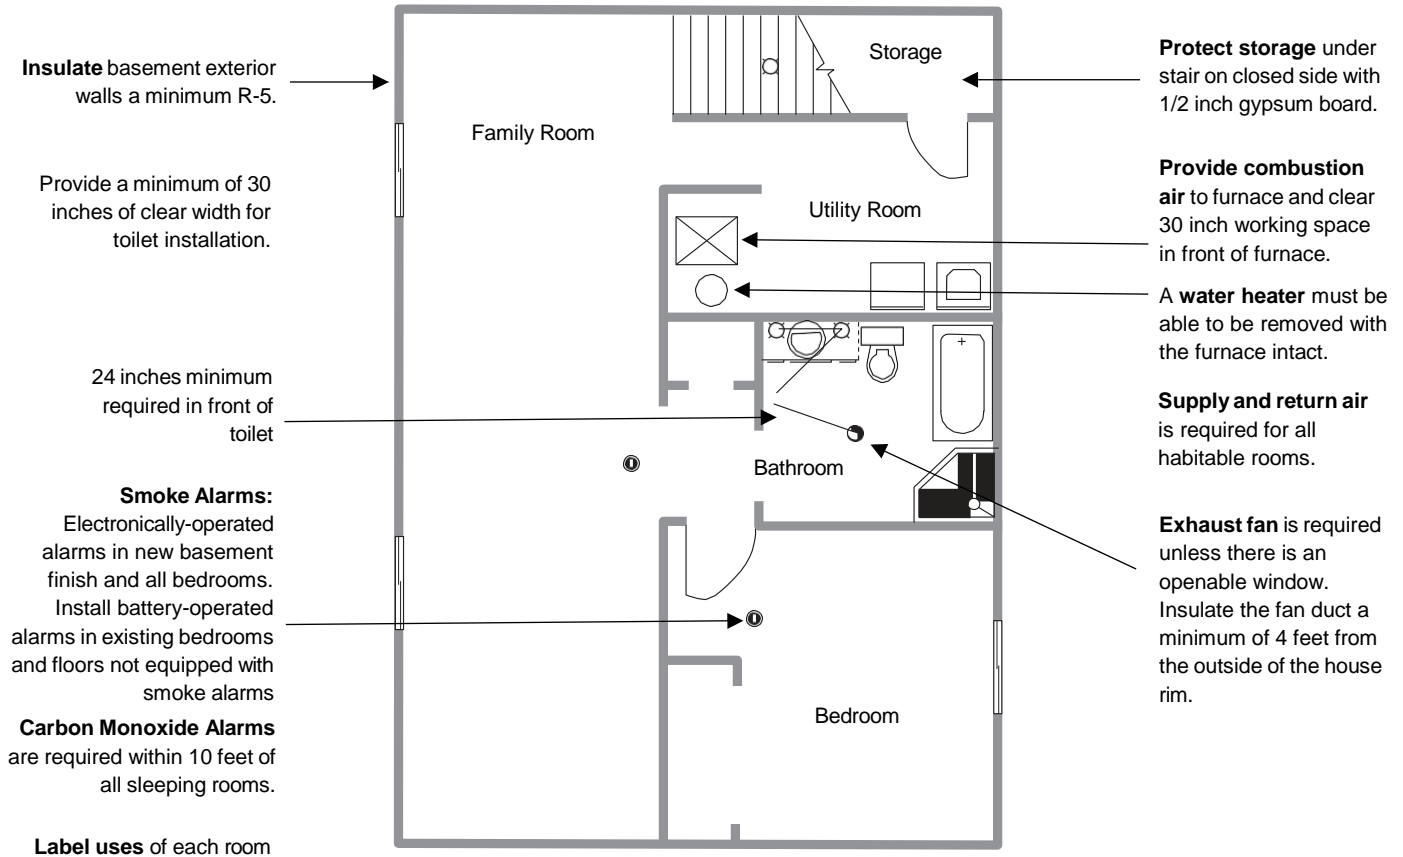 Insulate basement exterior
walls a minimum R-5.
Provide a minimum of 30
inches of clear width for
toilet installation.
24 inches minimum
required in front of
toilet
Smoke Alarms:
Electronically-operated
alarms in new basement
finish and all bedrooms.
Install battery-operated
alarms in existing bedrooms
and floors not equipped with
smoke alarms
Carbon Monoxide Alarms
are required within 10 feet of
all sleeping rooms.
Label uses of each room
Storage
Family Room
Utility Room
Bathroom
Bedroom
Protect storage under
stair on closed side with
1/2 inch gypsum board.
Provide combustion
air to furnace and clear
30 inch working space
in front of furnace.
A water heater must be
able to be removed with
the furnace intact.
Supply and return air
is required for all
habitable rooms.
Exhaust fan is required
unless there is an
openable window.
Insulate the fan duct a
minimum of 4 feet from
the outside of the house
rim.